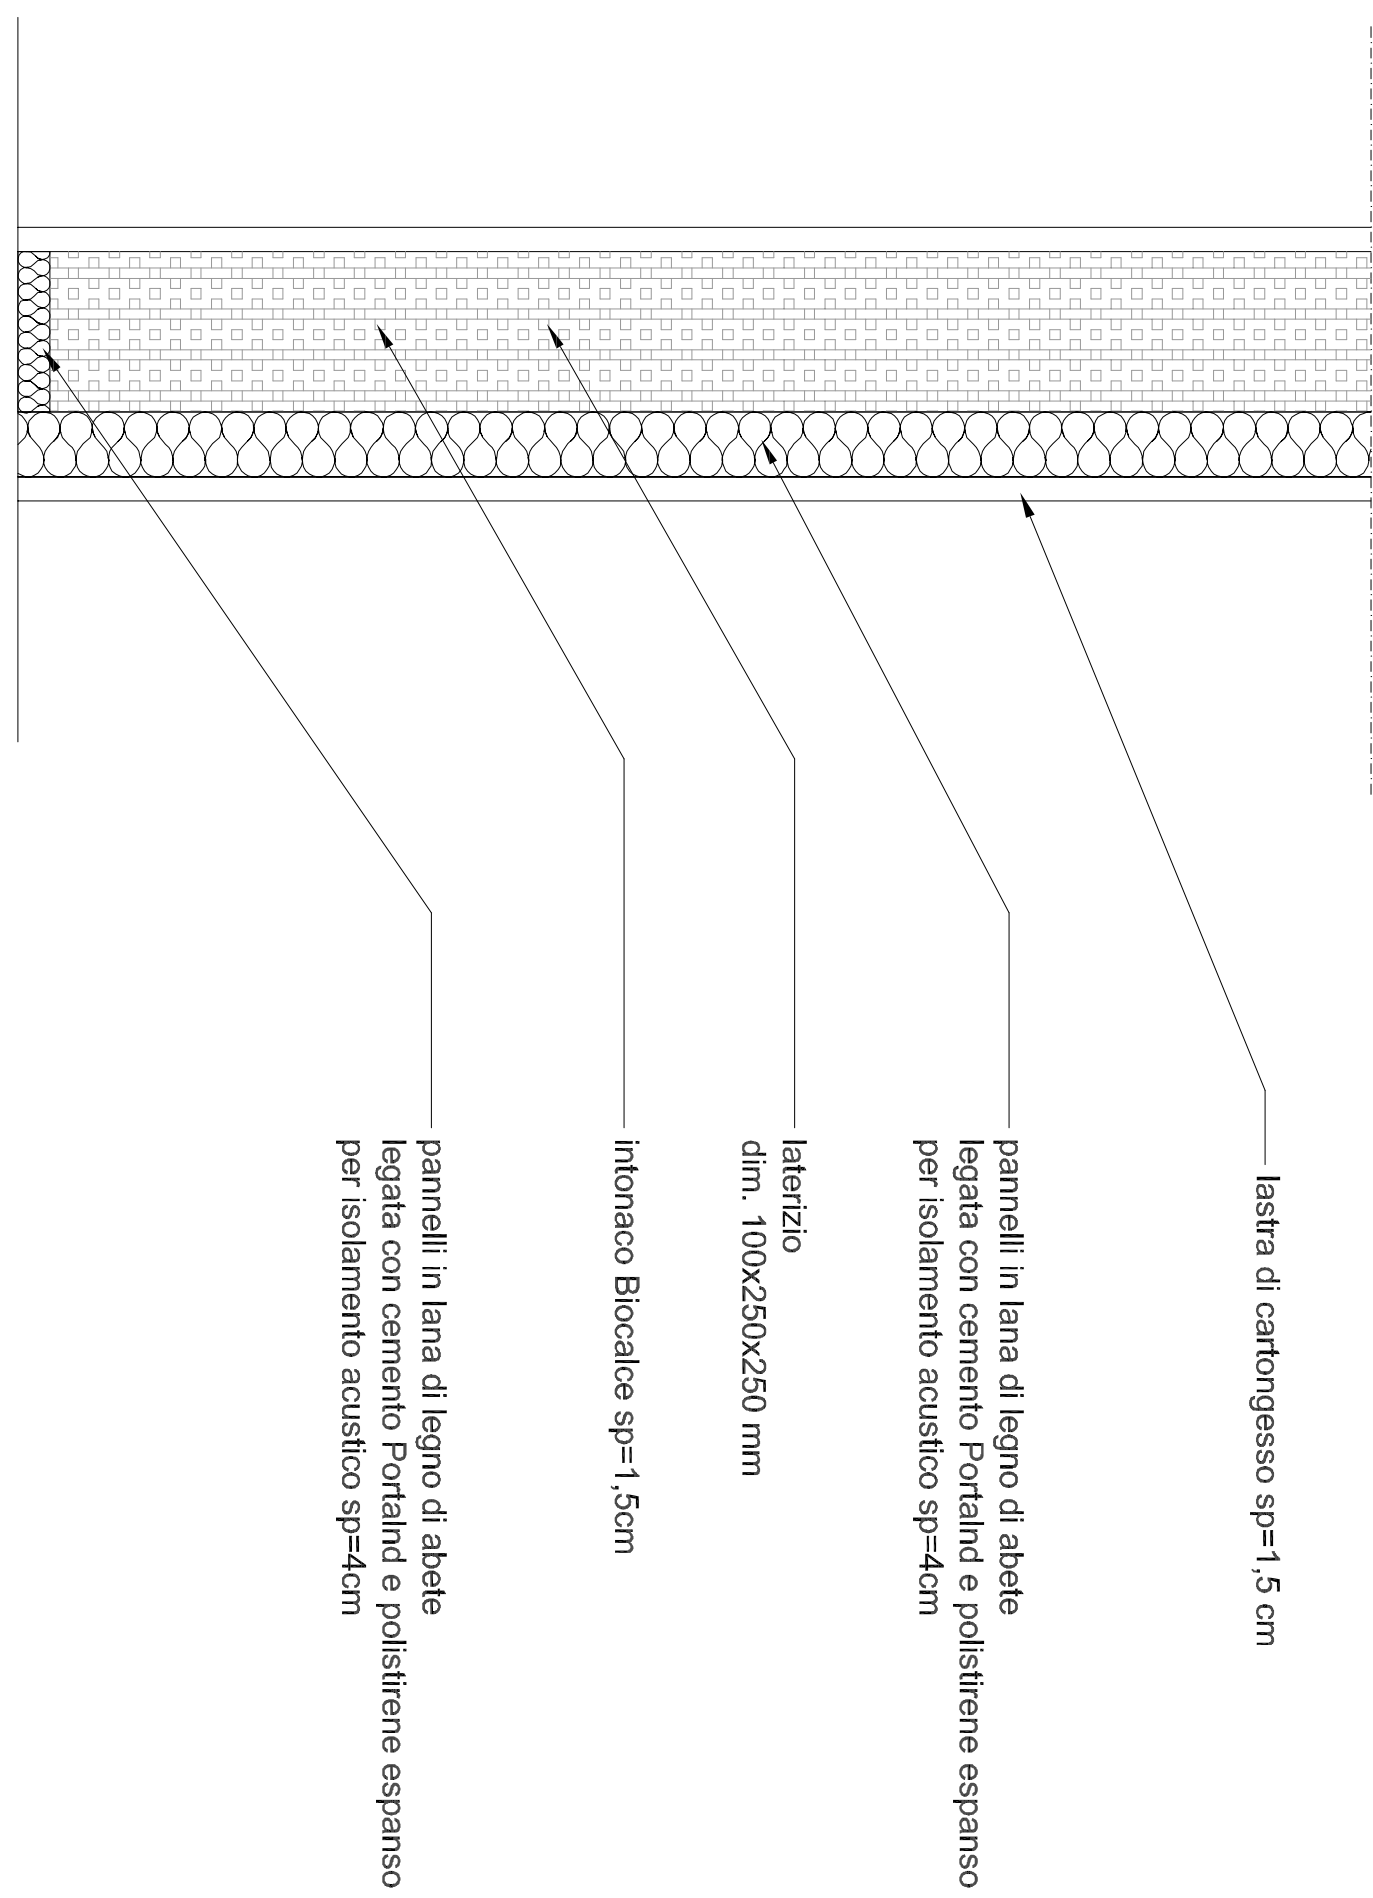 lastra di cartongesso sp=1,5 cm
pannelli in lana di legno di abete
legata con cemento Portalnd e polistirene espanso
per isolamento acustico sp=4cm
laterizio
dim. 100x250x250 mm
intonaco Biocalce sp=1,5cm
pannelli in lana di legno di abete
legata con cemento Portalnd e polistirene espanso
per isolamento acustico sp=4cm